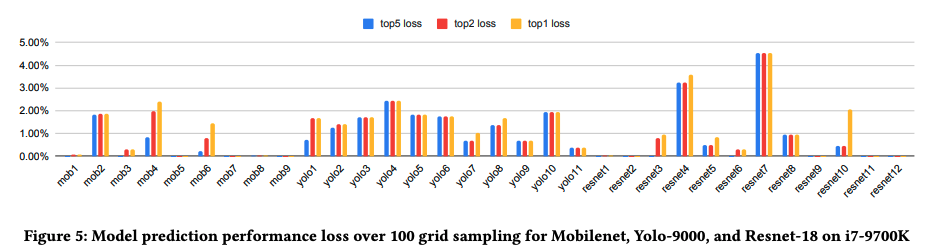 top5 loss top2 loss top1 loss
5.00%
4.00%
3.00%
2.00%
1.00%
0.00%
mob1 mob2 mob3 mob4 mob5 mob6 mob7 mob8 mob9 yolo1 yolo2 yolo3 yolo4 yolo5 yolo6 yolo7 yolo8 yolo9 yolo10 yolo11 resnet1 resnet2 resnet3 resnet4 resnet5 resnet6 resnet7 resnet8 resnet9 resnet10 resnet11 resnet12
Figure 5: Model prediction performance loss over 100 grid sampling for Mobilenet, Yolo-9000, and Resnet-18 on i7-9700K